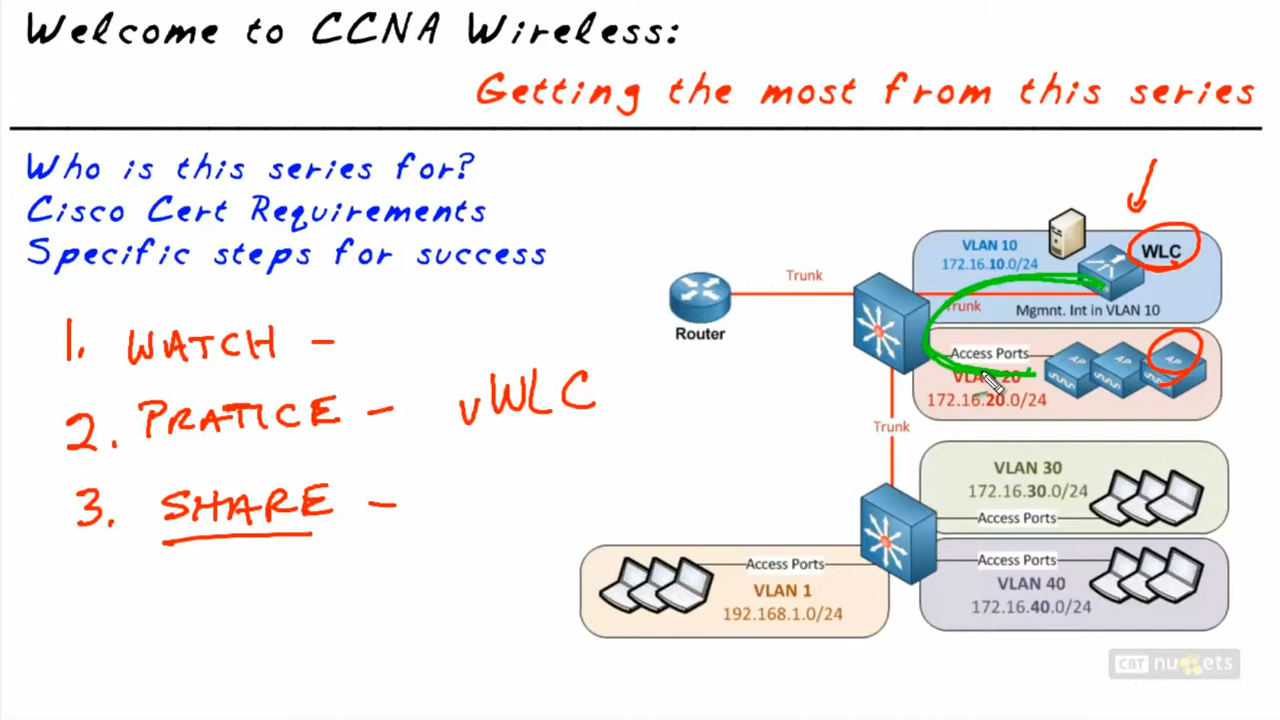 Welcome to CCNA Wireless:
Getting the most from this series
Who is this series for?
Cisco Cert Requirements
Specific steps for success
1. WATCH –
2. PRATICE – vWLC
3. SHARE –
VLAN 10
172.16.10.0/24
WLC
Trunk
Trunk
Mgmnt. Int in VLAN 10
Router
Access Ports
VLAN 20
172.16.20.0/24
AP
AP
AP
Trunk
VLAN 30
172.16.30.0/24
Access Ports
Access Ports
VLAN 40
172.16.40.0/24
Access Ports
VLAN 1
192.168.1.0/24
CBT nuggets